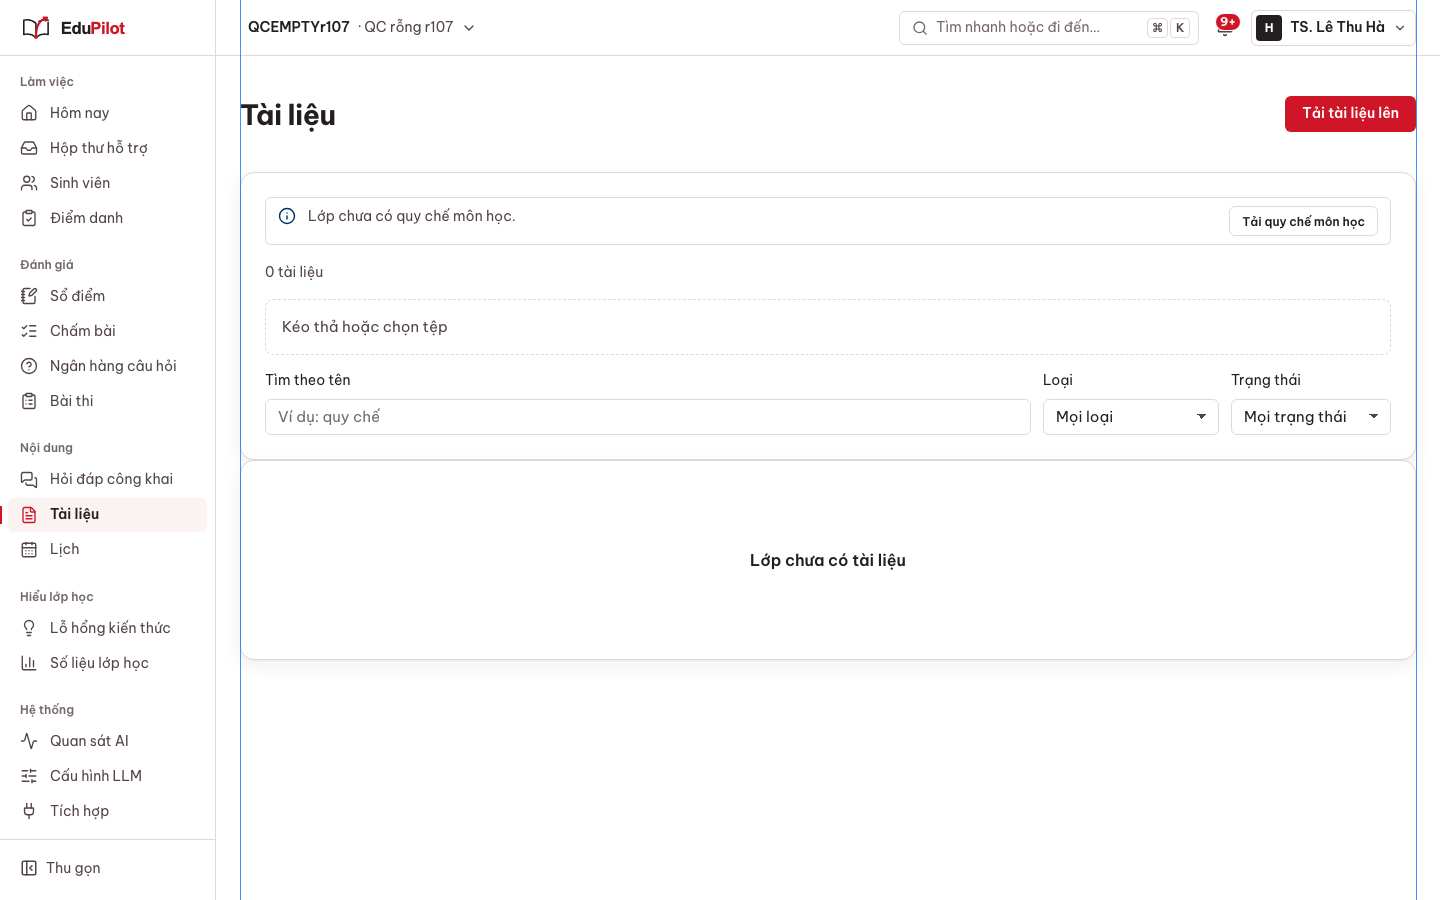 EduPilot
QCEMPTYr107 · QC rỗng r107
Tìm nhanh hoặc đi đến...
⌘ K
9+
H
TS. Lê Thu Hà
Làm việc
Hôm nay
Hộp thư hỗ trợ
Sinh viên
Điểm danh
Đánh giá
Sổ điểm
Chấm bài
Ngân hàng câu hỏi
Bài thi
Nội dung
Hỏi đáp công khai
Tài liệu
Lịch
Hiểu lớp học
Lỗ hổng kiến thức
Số liệu lớp học
Hệ thống
Quan sát AI
Cấu hình LLM
Tích hợp
Thu gọn
Tài liệu
Tải tài liệu lên
Lớp chưa có quy chế môn học.
Tải quy chế môn học
0 tài liệu
Kéo thả hoặc chọn tệp
Tìm theo tên
Ví dụ: quy chế
Loại
Mọi loại
Trạng thái
Mọi trạng thái
Lớp chưa có tài liệu